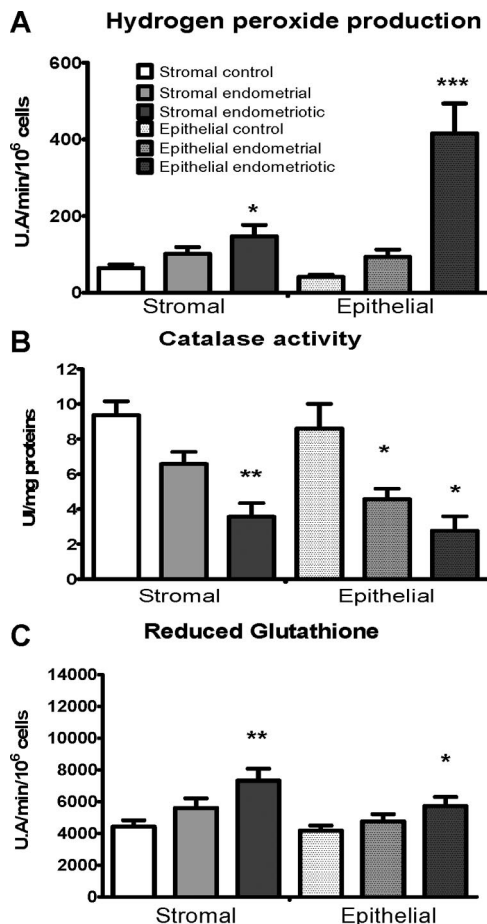 A
Hydrogen peroxide production
U.A/min/10⁶ cells
600
400
200
0
Stromal control
Stromal endometrial
Stromal endometriotic
Epithelial control
Epithelial endometrial
Epithelial endometriotic
*
***
Stromal
Epithelial
B
Catalase activity
UI/mg proteins
12
10
8
6
4
2
0
**
*
*
Stromal
Epithelial
C
Reduced Glutathione
U.A/min/10⁶ cells
14000
12000
10000
8000
6000
4000
2000
0
**
*
Stromal
Epithelial